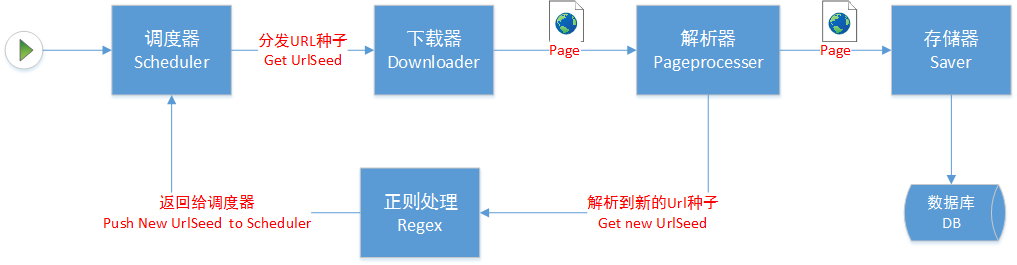 调度器
Scheduler
分发URL种子
Get UrlSeed
下载器
Downloader
Page
解析器
Pageprocesser
Page
存储器
Saver
返回给调度器
Push New UrlSeed to Scheduler
正则处理
Regex
解析到新的Url种子
Get new UrlSeed
数据库
DB